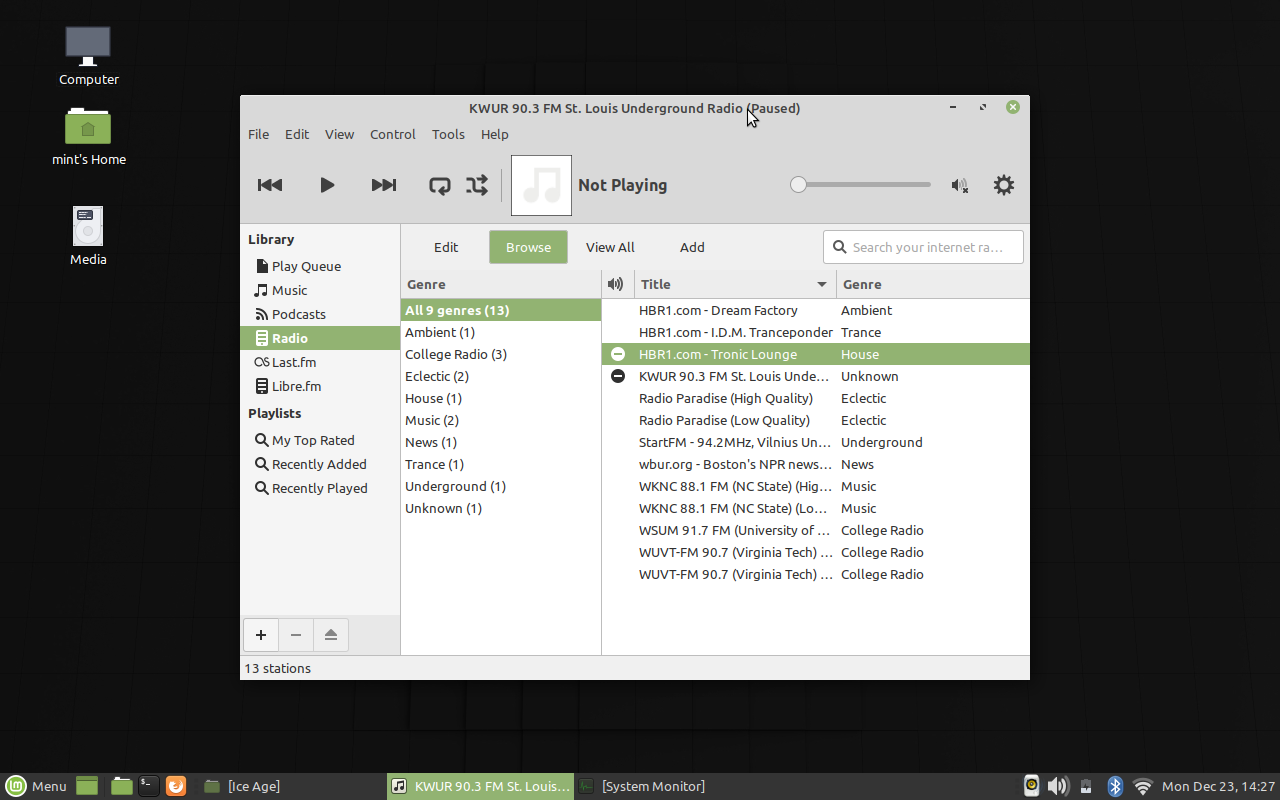 Computer
mint's Home
Media
KWUR 90.3 FM St. Louis Underground Radio (Paused)
File Edit View Control Tools Help
Not Playing
Library
Play Queue
Music
Podcasts
Radio
Last.fm
Libre.fm
Playlists
My Top Rated
Recently Added
Recently Played
Edit Browse View All Add Search your internet ra…
Genre
All 9 genres (13)
Ambient (1)
College Radio (3)
Eclectic (2)
House (1)
Music (2)
News (1)
Trance (1)
Underground (1)
Unknown (1)
Title Genre
HBR1.com - Dream Factory Ambient
HBR1.com - I.D.M. Tranceponder Trance
HBR1.com - Tronic Lounge House
KWUR 90.3 FM St. Louis Unde… Unknown
Radio Paradise (High Quality) Eclectic
Radio Paradise (Low Quality) Eclectic
StartFM - 94.2MHz, Vilnius Un… Underground
wbur.org - Boston's NPR news… News
WKNC 88.1 FM (NC State) (Hig… Music
WKNC 88.1 FM (NC State) (Lo… Music
WSUM 91.7 FM (University of … College Radio
WUVT-FM 90.7 (Virginia Tech) … College Radio
WUVT-FM 90.7 (Virginia Tech) … College Radio
13 stations
Menu [Ice Age] KWUR 90.3 FM St. Louis… [System Monitor] Mon Dec 23, 14:27